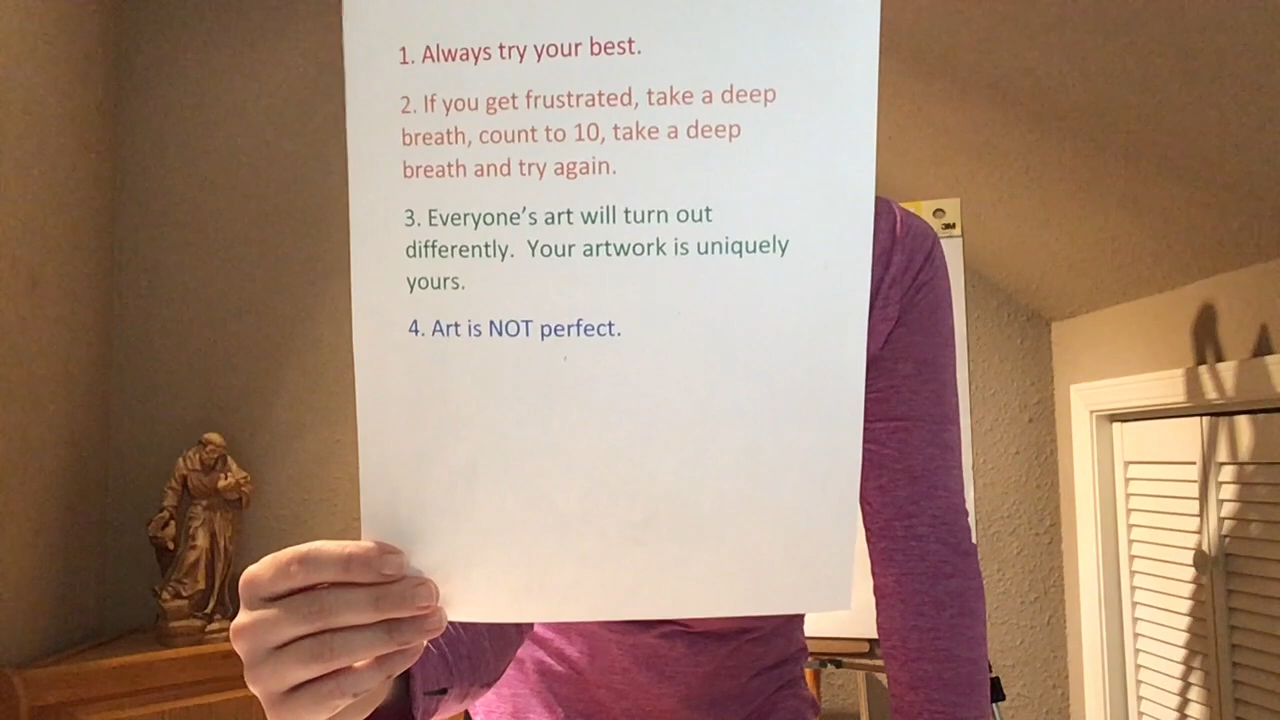 1. Always try your best.
2. If you get frustrated, take a deep
breath, count to 10, take a deep
breath and try again.
3. Everyone's art will turn out
differently.  Your artwork is uniquely
yours.
4. Art is NOT perfect.
3M